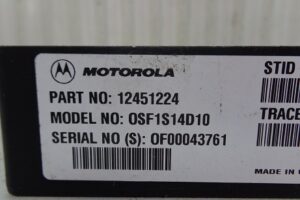 MOTOROLA
STID
PART NO: 12451224
MODEL NO: OSF1S14D10
TRACE
SERIAL NO (S): OF00043761
MADE IN